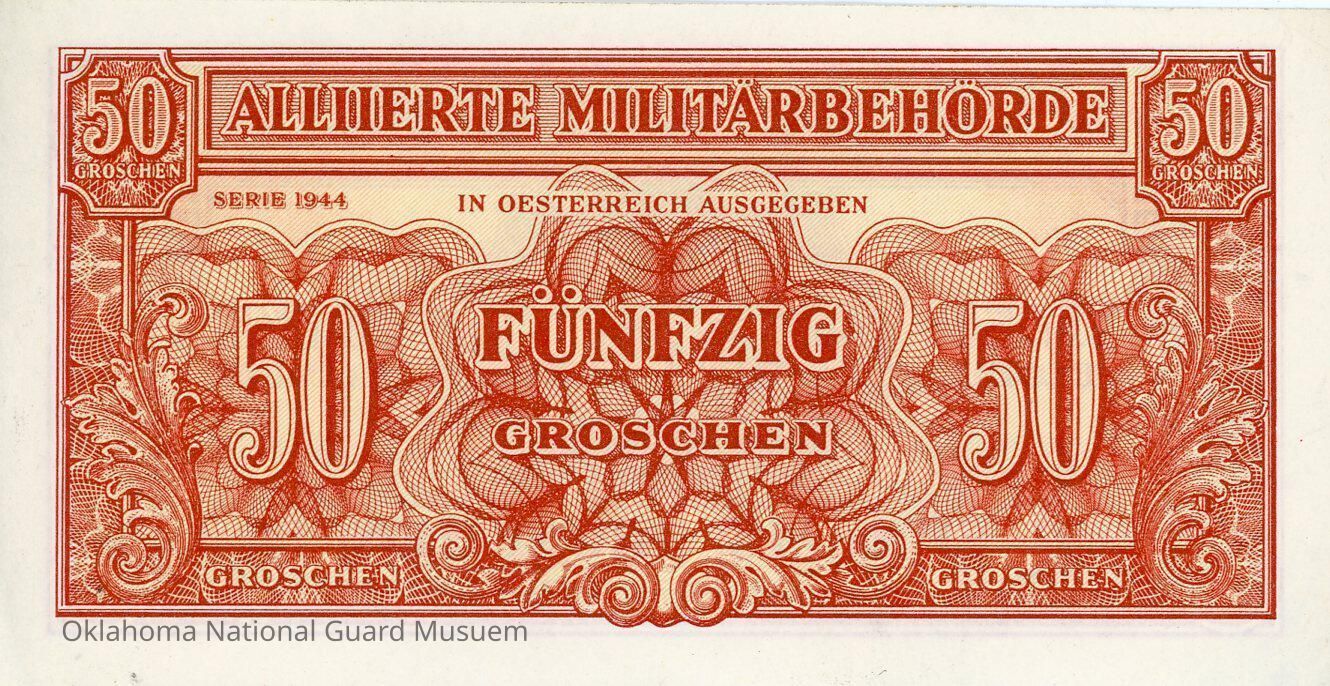 50 GROSCHEN
ALLIIERTE MILITÄRBEHÖRDE
50 GROSCHEN
SERIE 1944
IN OESTERREICH AUSGEGEBEN
50
FÜNFZIG
GROSCHEN
50
GROSCHEN
GROSCHEN
Oklahoma National Guard Musuem